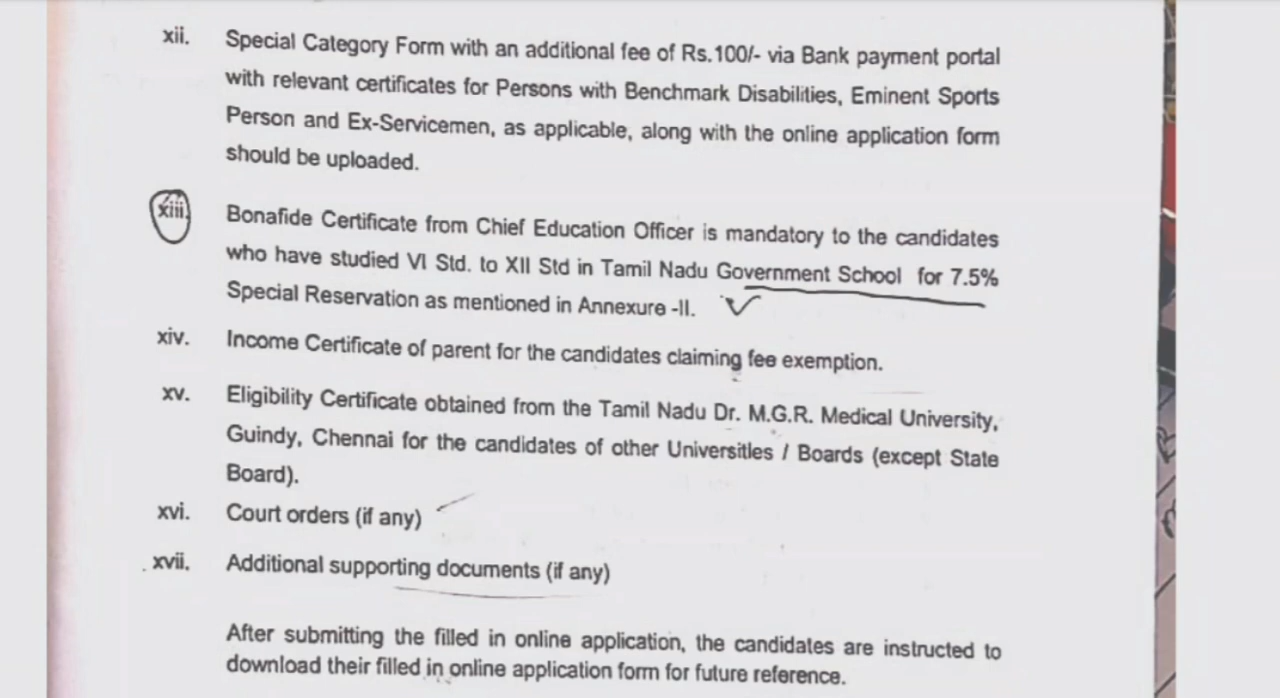 xii. Special Category Form with an additional fee of Rs.100/- via Bank payment portal
with relevant certificates for Persons with Benchmark Disabilities, Eminent Sports
Person and Ex-Servicemen, as applicable, along with the online application form
should be uploaded.
xiii. Bonafide Certificate from Chief Education Officer is mandatory to the candidates
who have studied VI Std. to XII Std in Tamil Nadu Government School for 7.5%
Special Reservation as mentioned in Annexure -II.
xiv. Income Certificate of parent for the candidates claiming fee exemption.
xv. Eligibility Certificate obtained from the Tamil Nadu Dr. M.G.R. Medical University,
Guindy, Chennai for the candidates of other Universities / Boards (except State
Board).
xvi. Court orders (if any)
xvii. Additional supporting documents (if any)
After submitting the filled in online application, the candidates are instructed to
download their filled in online application form for future reference.